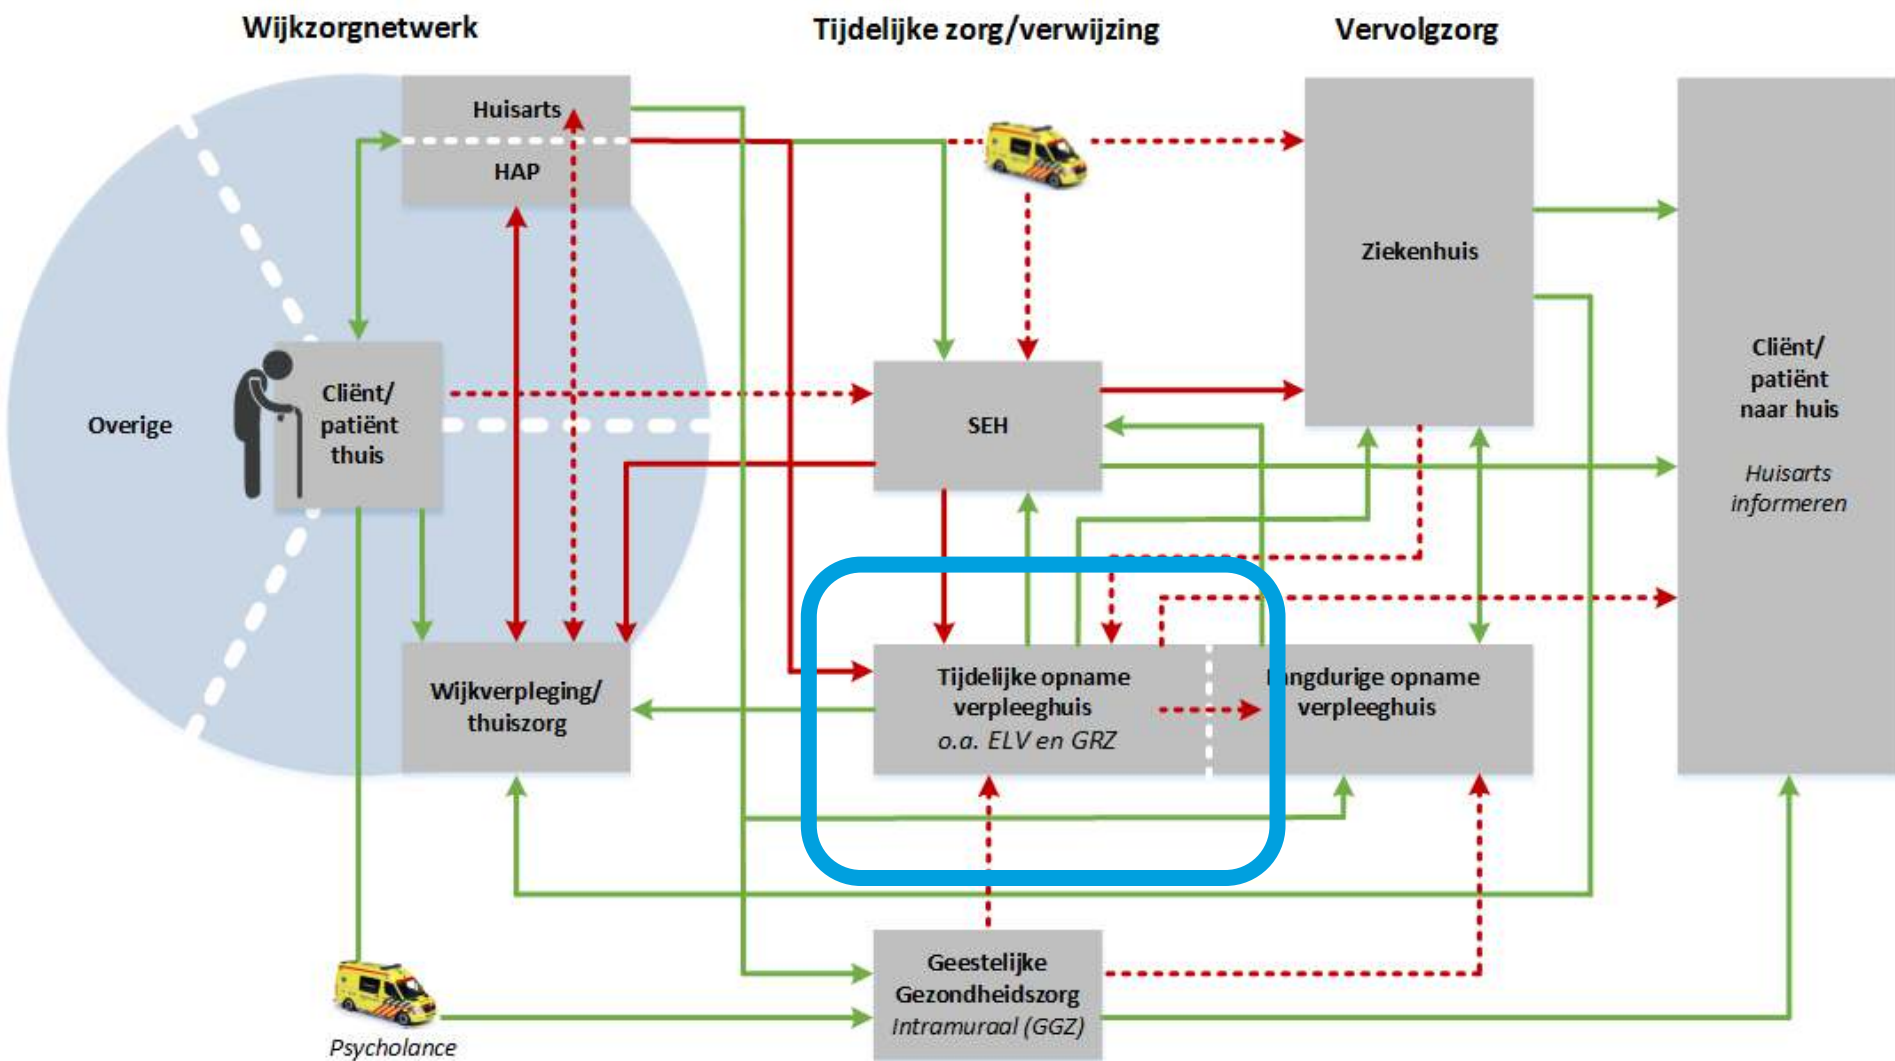 Wijkzorgnetwerk
Tijdelijke zorg/verwijzing
Vervolgzorg
Huisarts
HAP
Ziekenhuis
Overige
Cliënt/
patiënt
thuis
SEH
Cliënt/
patiënt
naar huis
Huisarts
informeren
Wijkverpleging/
thuiszorg
Tijdelijke opname
verpleeghuis
o.a. ELV en GRZ
opname
verpleeghuis
Geestelijke
Gezondheidszorg
Intramuraal (GGZ)
Psycholance